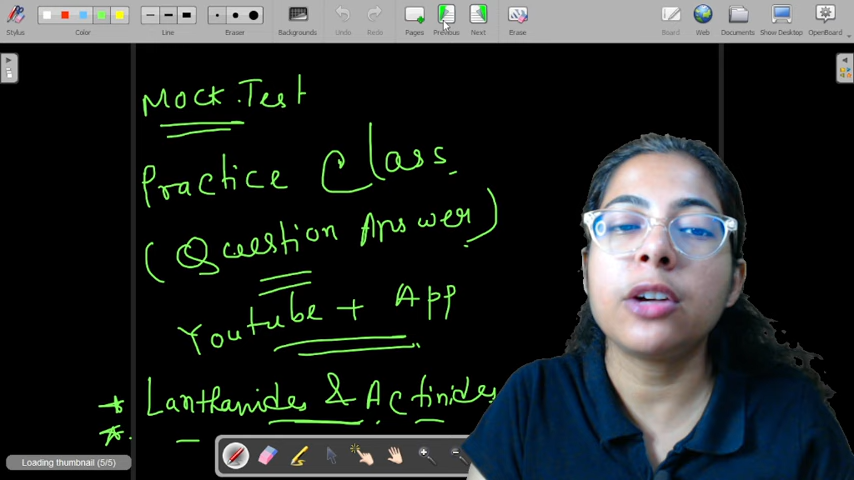 Stylus
Color
Line
Eraser
Backgrounds
Undo
Redo
Pages
Previous
Next
Erase
Board
Web
Documents
Show Desktop
OpenBoard
Mock Test
Practice Class
(Question Answer)
Youtube + App
* Lanthanides & Actinides
*
Loading thumbnail (5/5)